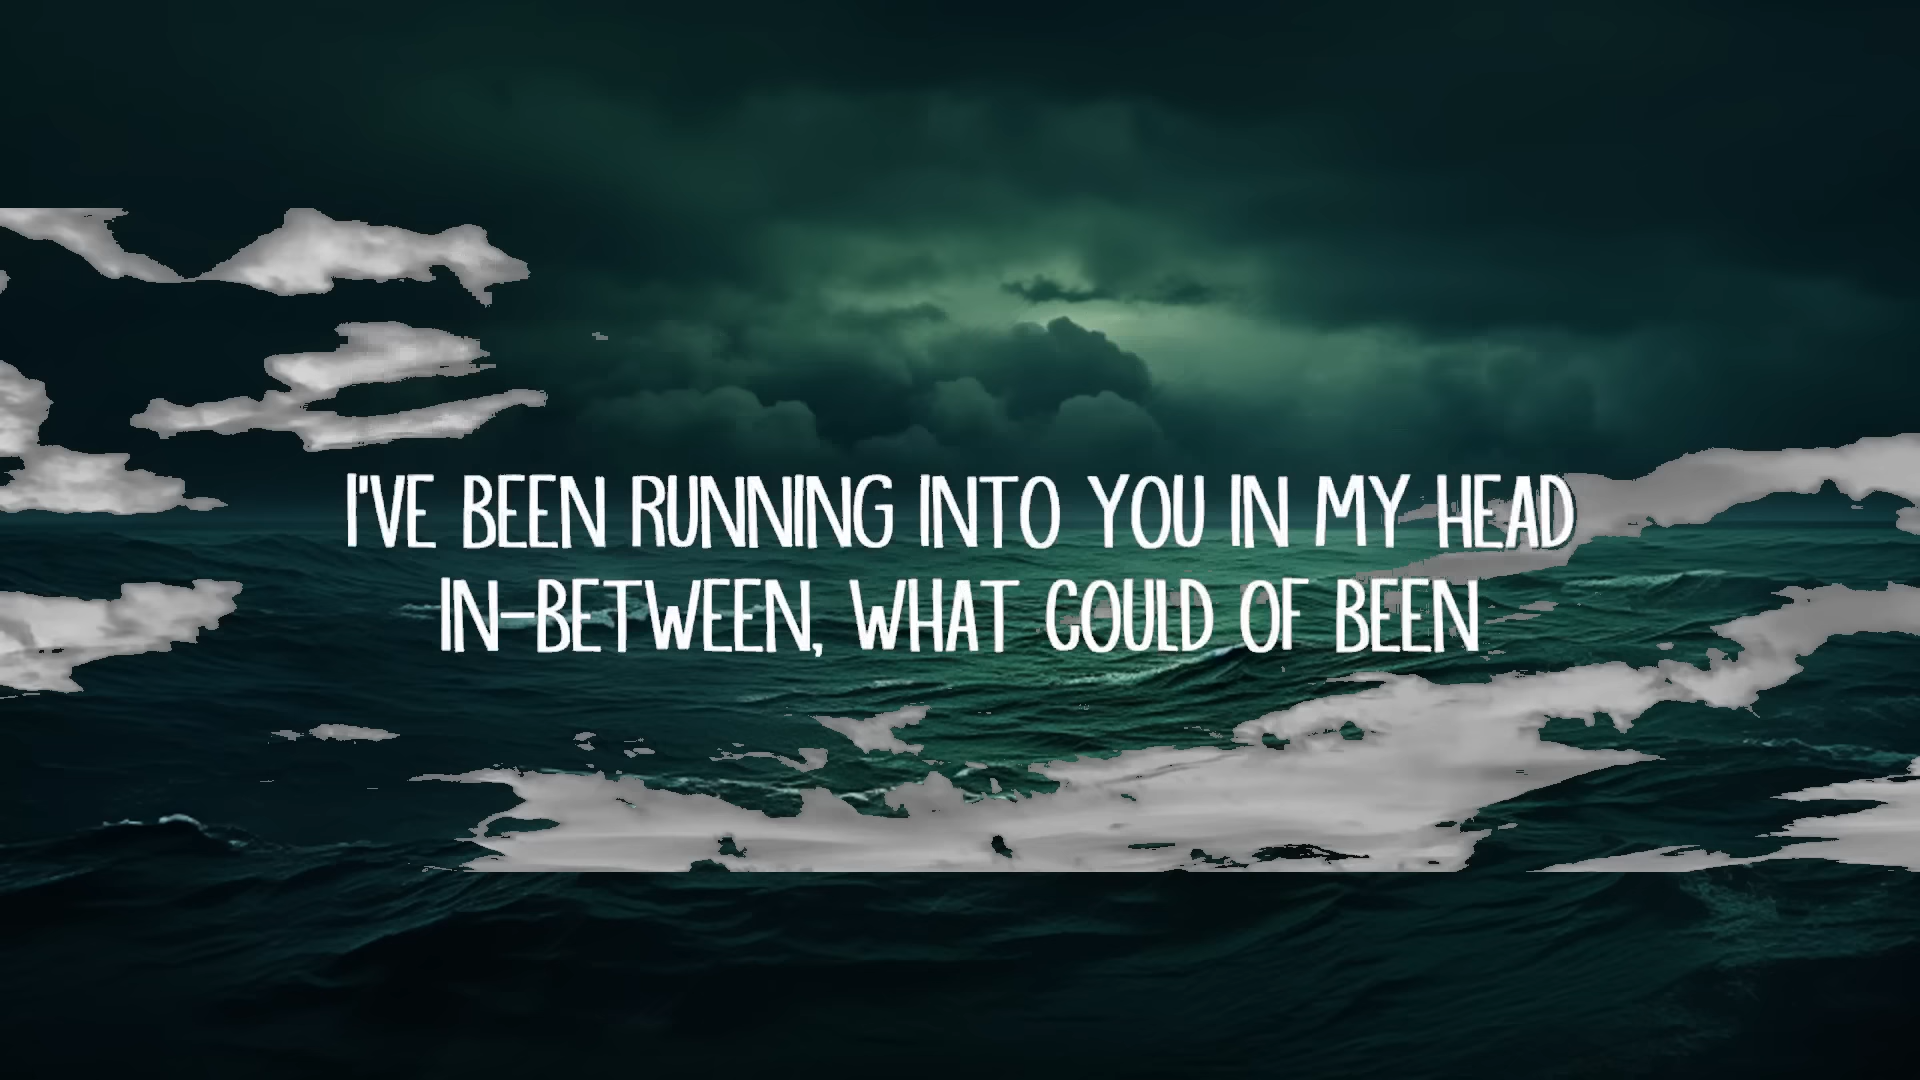 I'VE BEEN RUNNING INTO YOU IN MY HEAD
IN-BETWEEN, WHAT COULD OF BEEN